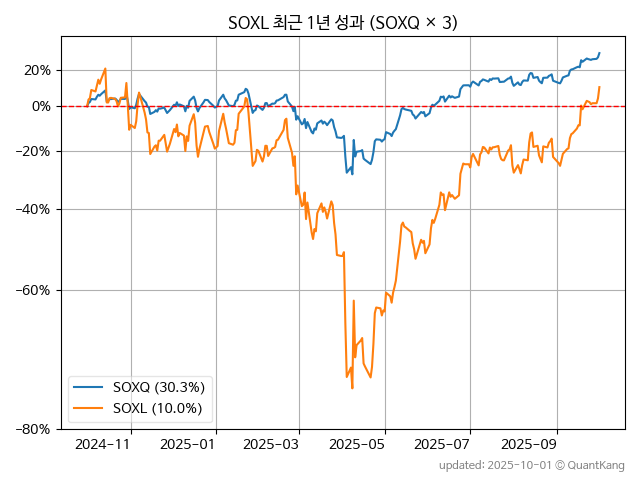 SOXL 최근 1년 성과 (SOXQ × 3)
20%
0%
−20%
−40%
−60%
−80%
SOXQ (30.3%)
SOXL (10.0%)
2024-11 2025-01 2025-03 2025-05 2025-07 2025-09
updated: 2025-10-01 © QuantKang